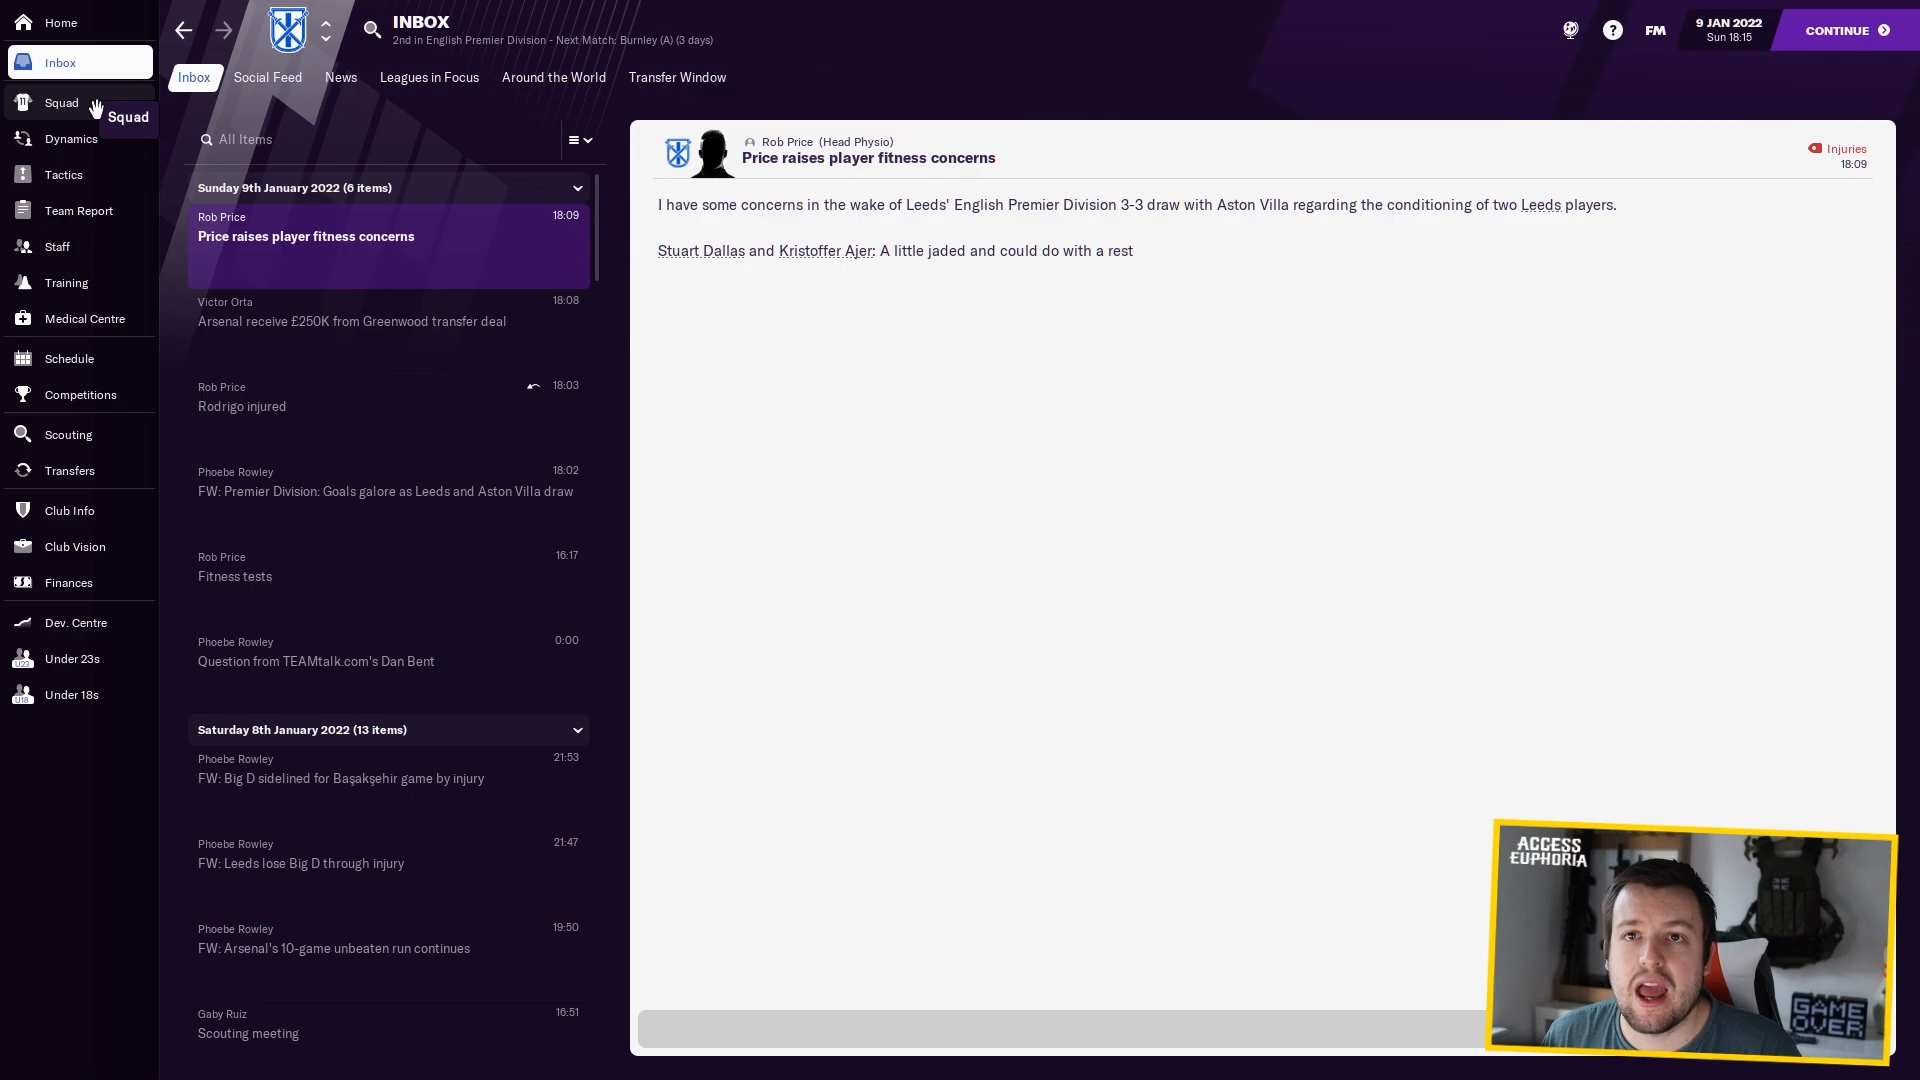 Home
Inbox
Squad
Squad
Dynamics
Tactics
Team Report
Staff
Training
Medical Centre
Schedule
Competitions
Scouting
Transfers
Club Info
Club Vision
Finances
Dev. Centre
U23 Under 23s
U18 Under 18s
INBOX
2nd in English Premier Division - Next Match: Burnley (A) (3 days)
FM
9 JAN 2022
Sun 18:15
CONTINUE
Inbox Social Feed News Leagues in Focus Around the World Transfer Window
All Items
Sunday 9th January 2022 (6 items)
Rob Price 18:09
Price raises player fitness concerns
Victor Orta 18:08
Arsenal receive £250K from Greenwood transfer deal
Rob Price 18:03
Rodrigo injured
Phoebe Rowley 18:02
FW: Premier Division: Goals galore as Leeds and Aston Villa draw
Rob Price 16:17
Fitness tests
Phoebe Rowley 0:00
Question from TEAMtalk.com's Dan Bent
Saturday 8th January 2022 (13 items)
Phoebe Rowley 21:53
FW: Big D sidelined for Başakşehir game by injury
Phoebe Rowley 21:47
FW: Leeds lose Big D through injury
Phoebe Rowley 19:50
FW: Arsenal's 10-game unbeaten run continues
Gaby Ruiz 16:51
Scouting meeting
Rob Price (Head Physio)
Price raises player fitness concerns
Injuries
18:09
I have some concerns in the wake of Leeds' English Premier Division 3-3 draw with Aston Villa regarding the conditioning of two Leeds players.
Stuart Dallas and Kristoffer Ajer: A little jaded and could do with a rest
ACCESS
EUPHORIA
GAME
OVER